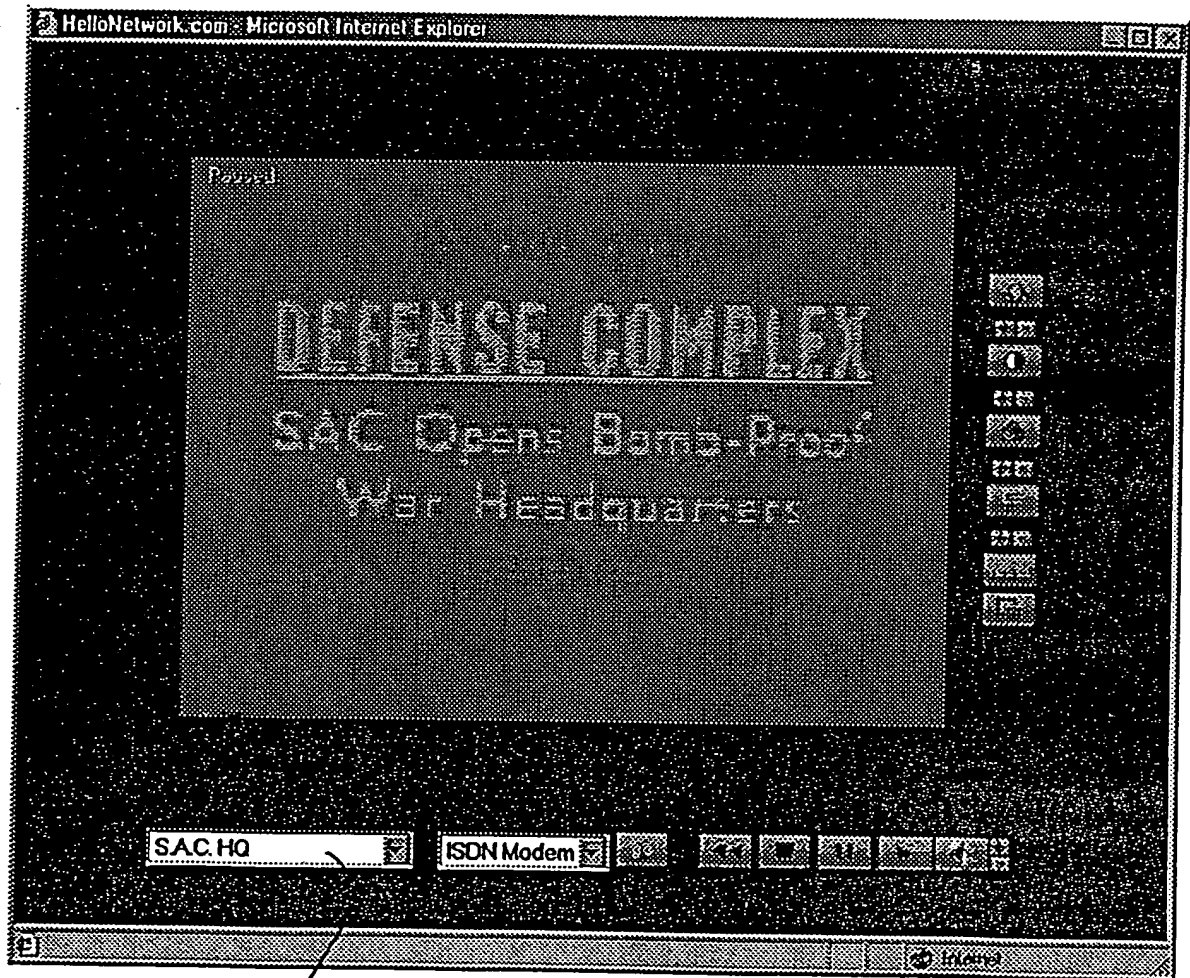 HelloNetwork.com - Microsoft Internet Explorer
Paused
DEFENSE COMPLEX
SAC Opens Bomb-Proof
War Headquarters
S.A.C. HQ
ISDN Modem
Internet